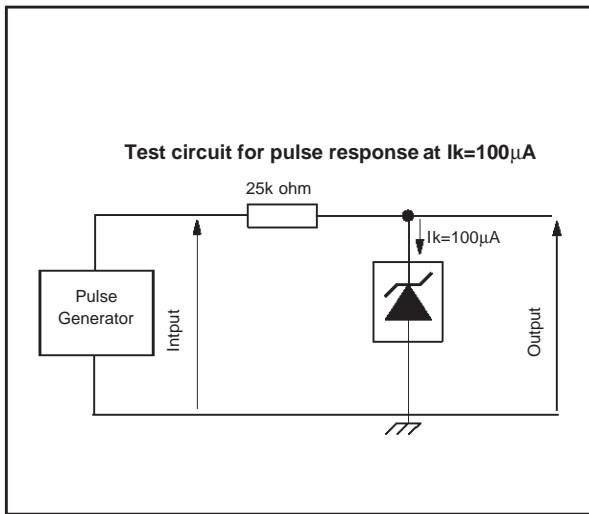 Test circuit for pulse response at Ik=100µA
25k ohm
Ik=100µA
Pulse
Generator
Intput
Output